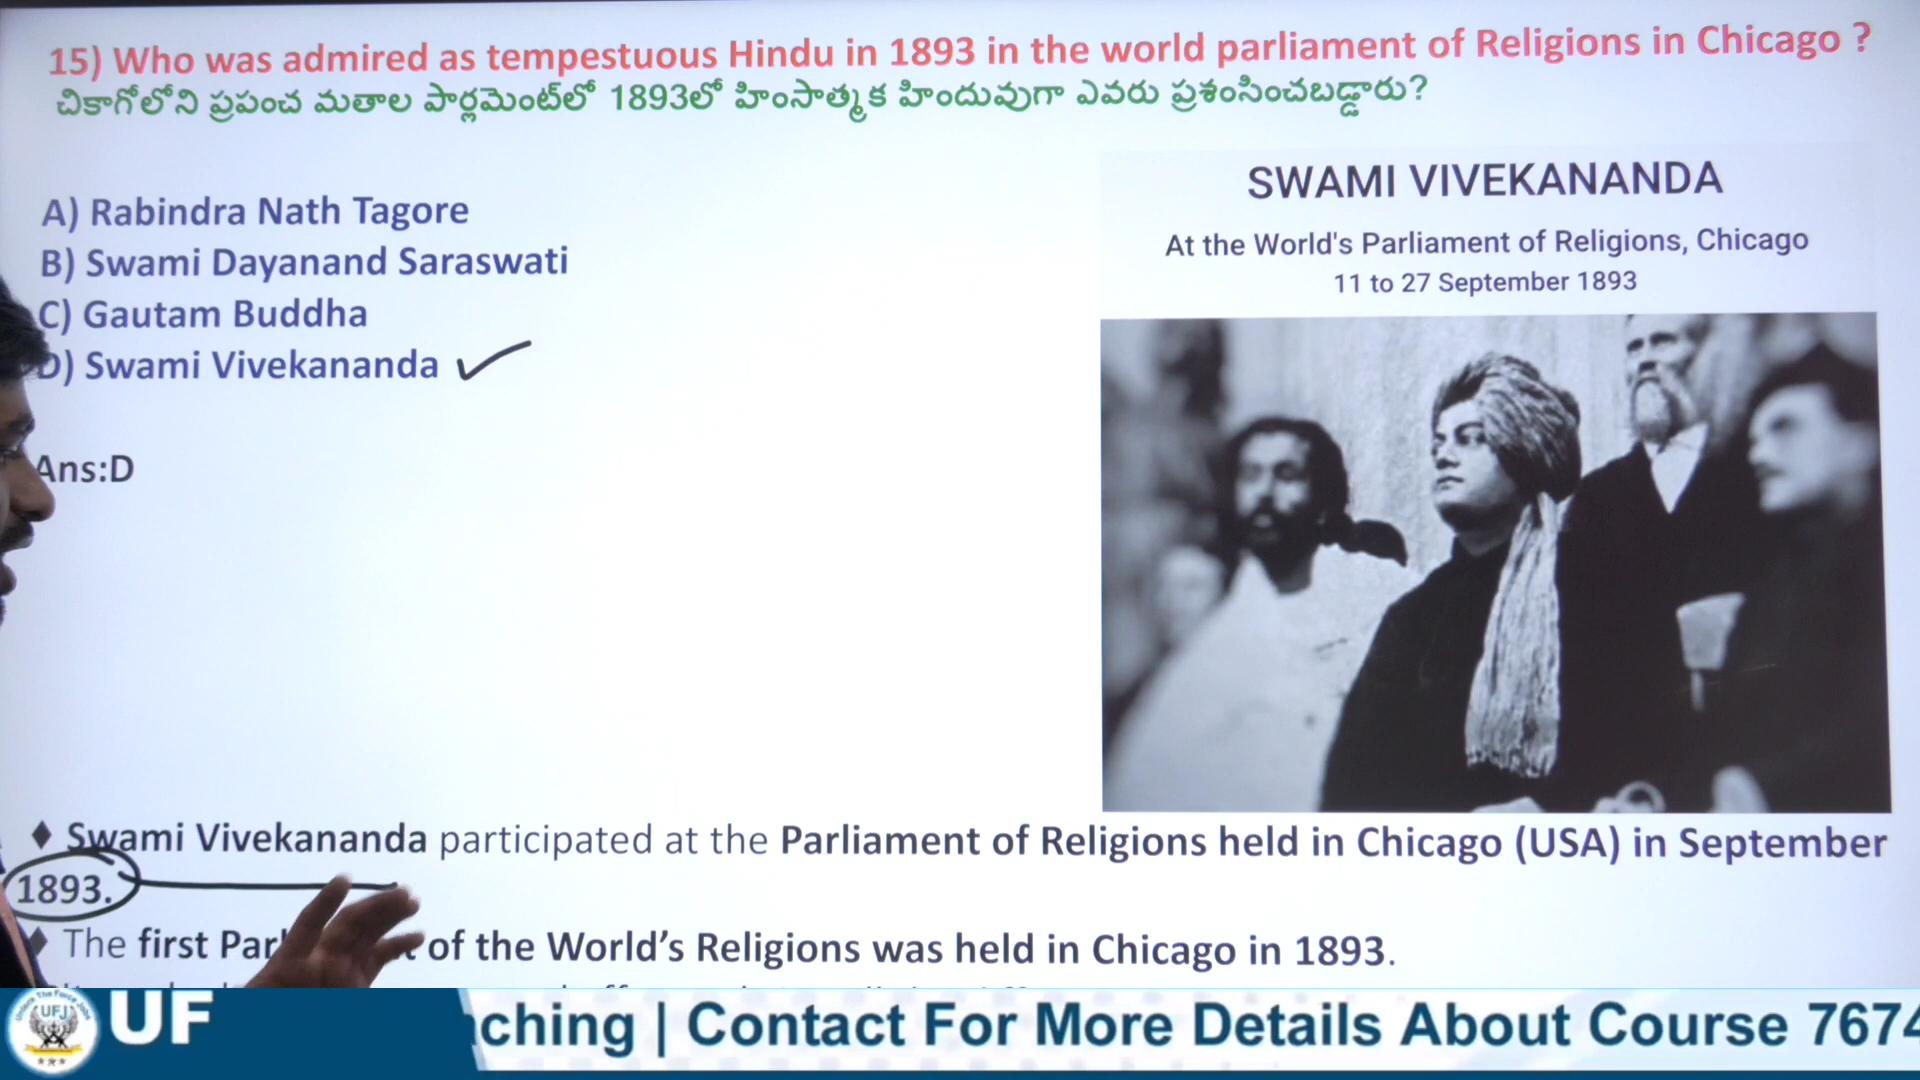 15) Who was admired as tempestuous Hindu in 1893 in the world parliament of Religions in Chicago ?
చికాగోలోని ప్రపంచ మతాల పార్లమెంట్‌లో 1893లో హింసాత్మక హిందువుగా ఎవరు ప్రశంసించబడ్డారు?
SWAMI VIVEKANANDA
At the World's Parliament of Religions, Chicago
11 to 27 September 1893
A) Rabindra Nath Tagore
B) Swami Dayanand Saraswati
C) Gautam Buddha
D) Swami Vivekananda
Ans:D
♦ Swami Vivekananda participated at the Parliament of Religions held in Chicago (USA) in September
1893.
♦ The first of the World's Religions was held in Chicago in 1893.
UFJ
UF
ching | Contact For More Details About Course 7674